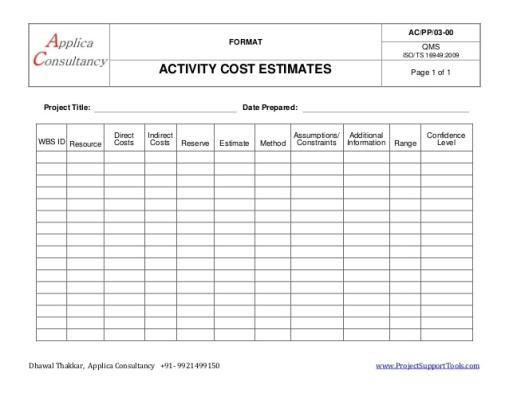 Applica
Consultancy
FORMAT
ACTIVITY COST ESTIMATES
AC/PP/03-00
QMS
ISO/TS 16949:2009
Page 1 of 1
Project Title:
Date Prepared:
WBS ID Resource Direct Costs Indirect Costs Reserve Estimate Method Assumptions/ Constraints Additional Information Range Confidence Level
Dhawal Thakkar, Applica Consultancy +91- 9921499150
www.ProjectSupportTools.com